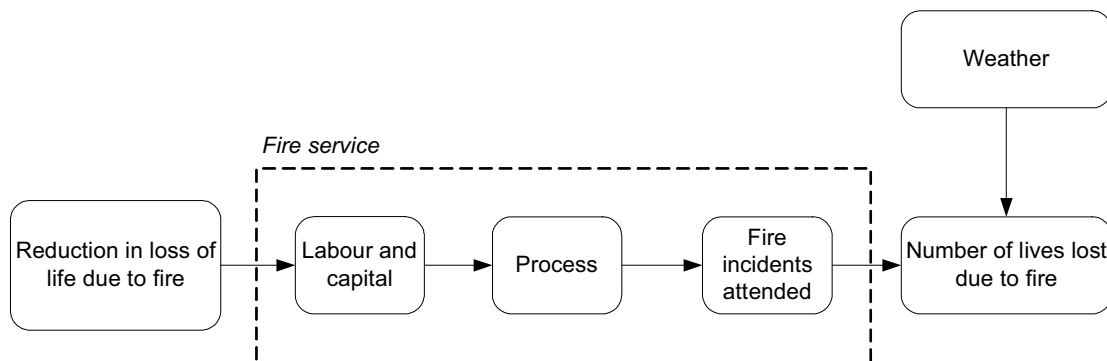 Weather
Fire service
Reduction in loss of
life due to fire
Labour and
capital
Process
Fire
incidents
attended
Number of lives lost
due to fire